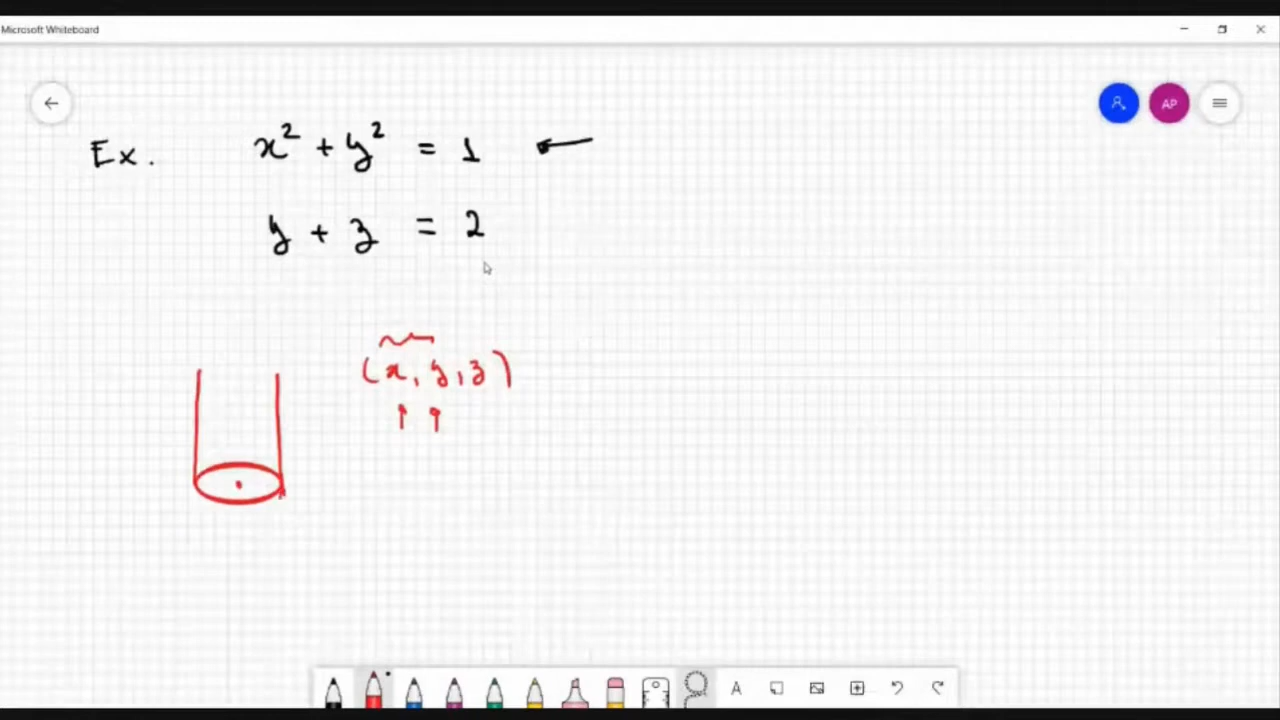 Microsoft Whiteboard
AP
Ex. x² + y² = 1
y + z = 2
(x, y, z)
A